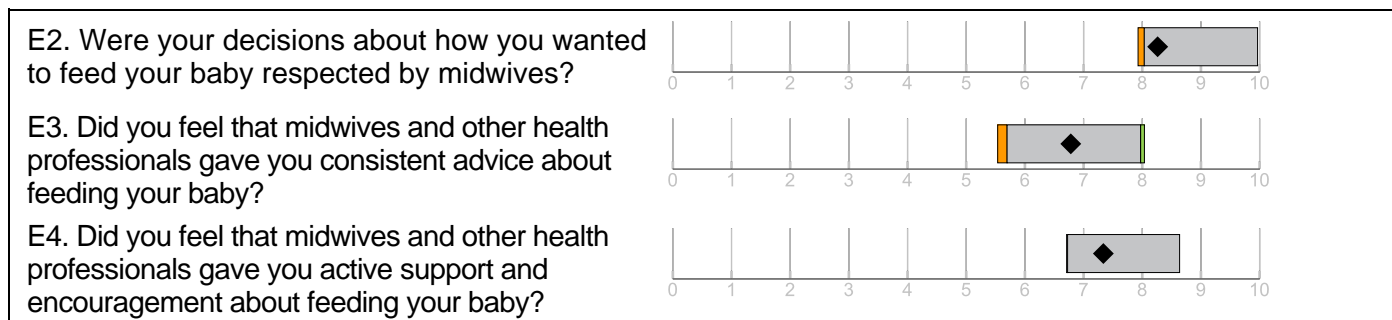 E2. Were your decisions about how you wanted
to feed your baby respected by midwives?
0 1 2 3 4 5 6 7 8 9 10
E3. Did you feel that midwives and other health
professionals gave you consistent advice about
feeding your baby?
0 1 2 3 4 5 6 7 8 9 10
E4. Did you feel that midwives and other health
professionals gave you active support and
encouragement about feeding your baby?
0 1 2 3 4 5 6 7 8 9 10